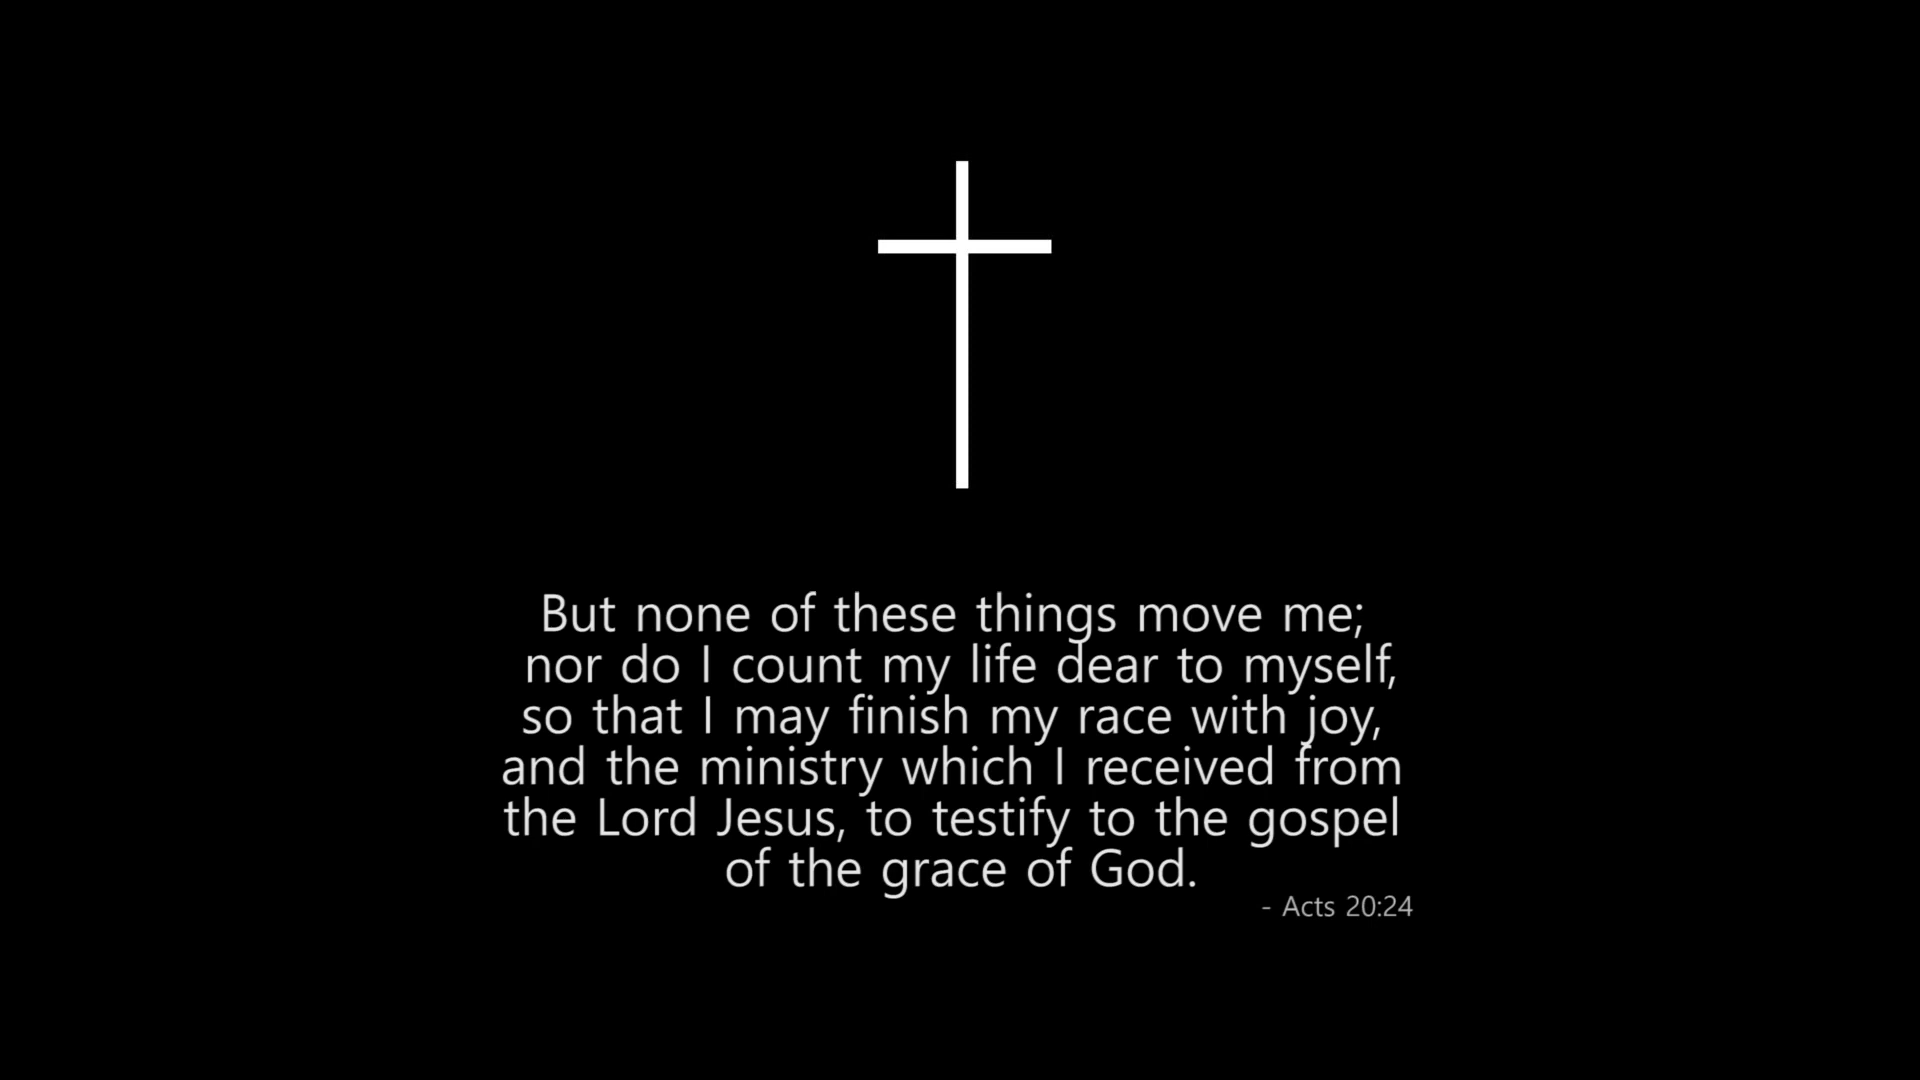 But none of these things move me;
nor do I count my life dear to myself,
so that I may finish my race with joy,
and the ministry which I received from
the Lord Jesus, to testify to the gospel
of the grace of God.
- Acts 20:24